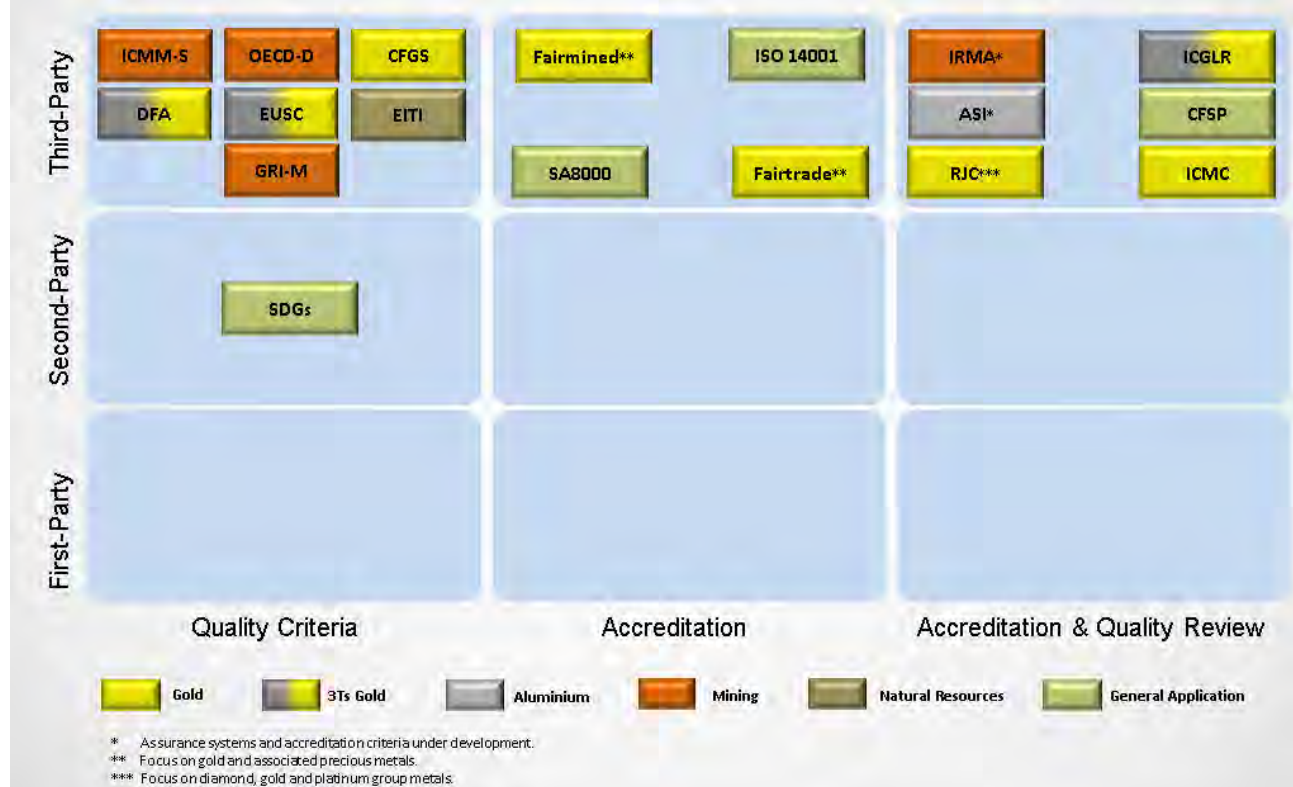 Third-Party
ICMM-S OECD-D CFGS
DFA EUSC EITI
GRI-M
Fairmined** ISO 14001
SA8000 Fairtrade**
IRMA* ICGLR
ASI* CFSP
RJC*** ICMC
Second-Party
SDGs
First-Party
Quality Criteria Accreditation Accreditation & Quality Review
Gold 3Ts Gold Aluminium Mining Natural Resources General Application
* Assurance systems and accreditation criteria under development.
** Focus on gold and associated precious metals.
*** Focus on diamond, gold and platinum group metals.